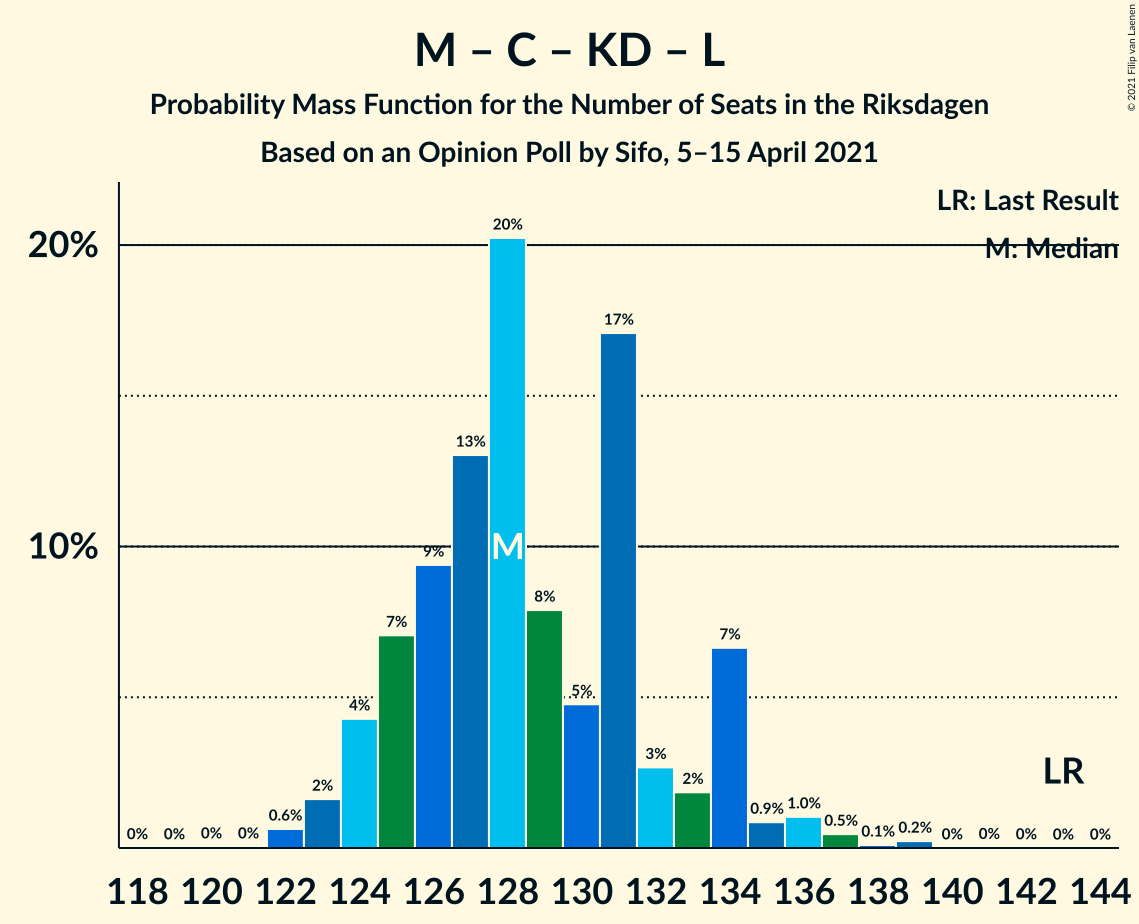 M – C – KD – L
Probability Mass Function for the Number of Seats in the Riksdagen
Based on an Opinion Poll by Sifo, 5–15 April 2021
© 2021 Filip van Laenen
LR: Last Result
M: Median
20%
10%
0% 0% 0% 0% 0.6% 2% 4% 7% 9% 13% 20% 8% 5% 17% 3% 2% 7% 0.9% 1.0% 0.5% 0.1% 0.2% 0% 0% 0% 0% 0%
M
LR
118 120 122 124 126 128 130 132 134 136 138 140 142 144